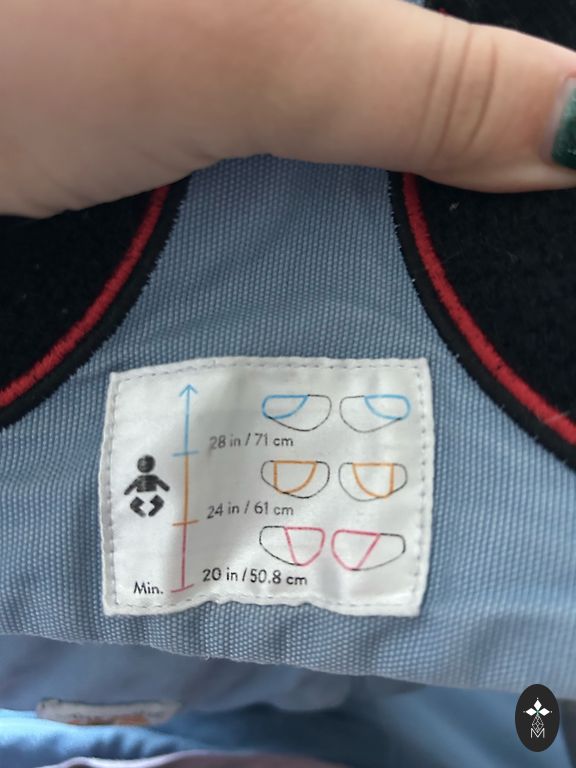 28 in / 71 cm
24 in / 61 cm
20 in / 50.8 cm
Min.
M